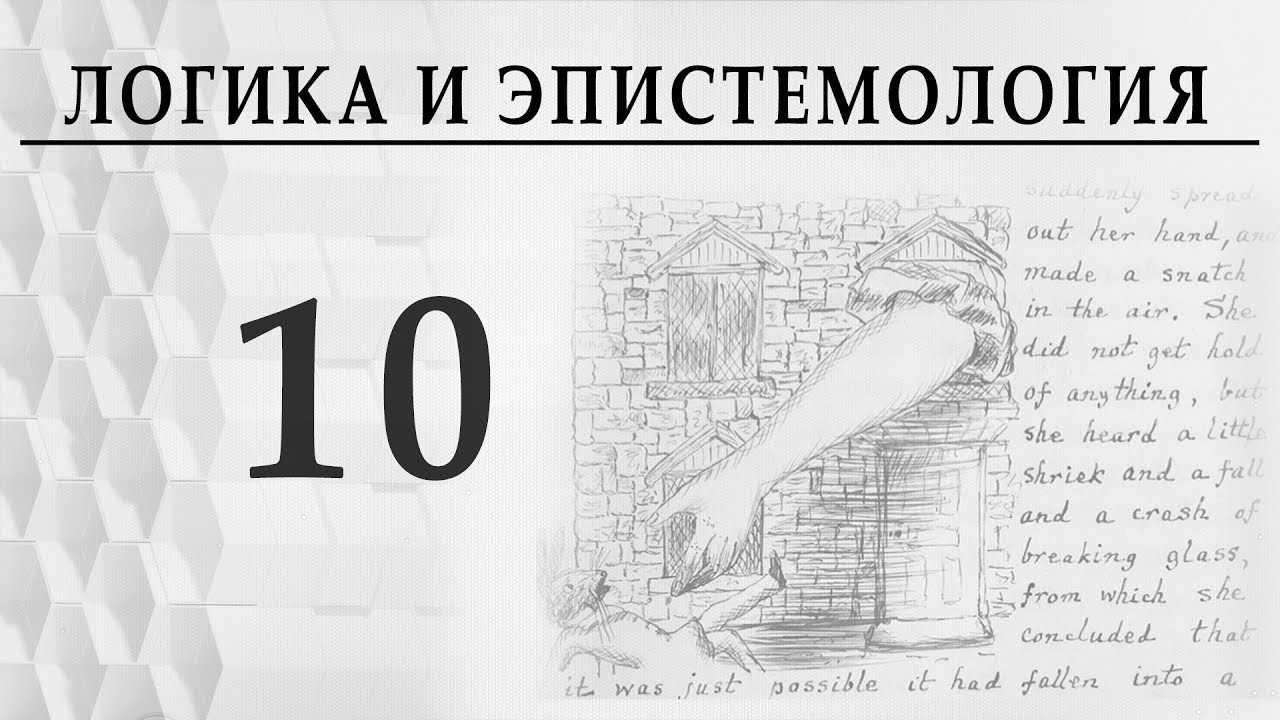 ЛОГИКА И ЭПИСТЕМОЛОГИЯ
10
suddenly spread
out her hand, and
made a snatch
in the air. She
did not get hold
of anything, but
she heard a little
shriek and a fall
and a crash of
breaking glass,
from which she
concluded that
it was just possible it had fallen into a